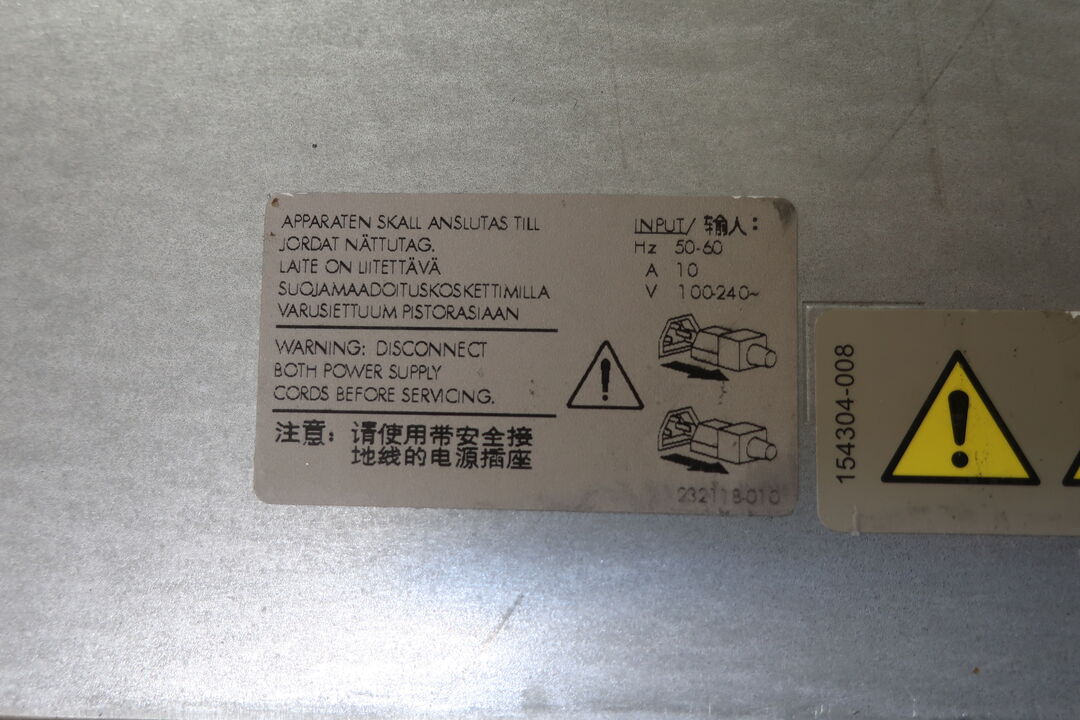 APPARATEN SKALL ANSLUTAS TILL
JORDAT NÄTTUTAG.
LAITE ON LIITETTÄVÄ
SUOJAMAADOITUSKOSKETTIMILLA
VARUSIETTUUM PISTORASIAAN
WARNING: DISCONNECT
BOTH POWER SUPPLY
CORDS BEFORE SERVICING.
注意：请使用带安全接
地线的电源插座
INPUT/输入：
Hz 50-60
A 10
V 100-240~
232118-010
154304-008